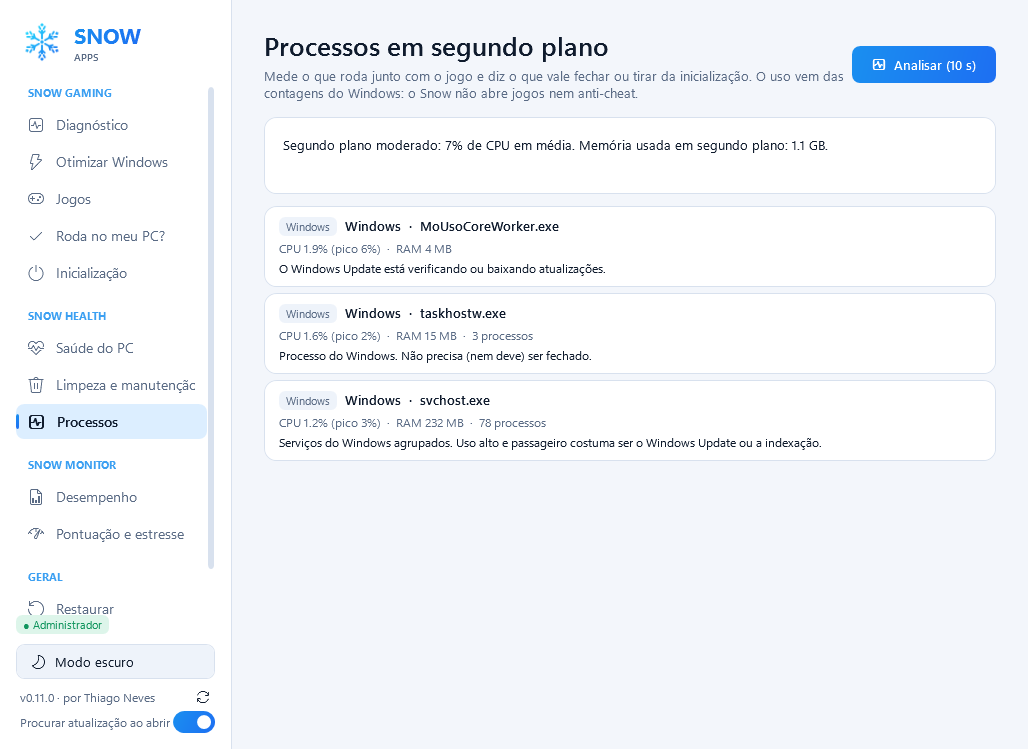 SNOW
APPS
SNOW GAMING
Diagnóstico
Otimizar Windows
Jogos
Roda no meu PC?
Inicialização
SNOW HEALTH
Saúde do PC
Limpeza e manutenção
Processos
SNOW MONITOR
Desempenho
Pontuação e estresse
GERAL
Restaurar
Administrador
Modo escuro
v0.11.0 · por Thiago Neves
Procurar atualização ao abrir
Processos em segundo plano
Mede o que roda junto com o jogo e diz o que vale fechar ou tirar da inicialização. O uso vem das
contagens do Windows: o Snow não abre jogos nem anti-cheat.
Analisar (10 s)
Segundo plano moderado: 7% de CPU em média. Memória usada em segundo plano: 1.1 GB.
Windows Windows · MoUsoCoreWorker.exe
CPU 1.9% (pico 6%) · RAM 4 MB
O Windows Update está verificando ou baixando atualizações.
Windows Windows · taskhostw.exe
CPU 1.6% (pico 2%) · RAM 15 MB · 3 processos
Processo do Windows. Não precisa (nem deve) ser fechado.
Windows Windows · svchost.exe
CPU 1.2% (pico 3%) · RAM 232 MB · 78 processos
Serviços do Windows agrupados. Uso alto e passageiro costuma ser o Windows Update ou a indexação.